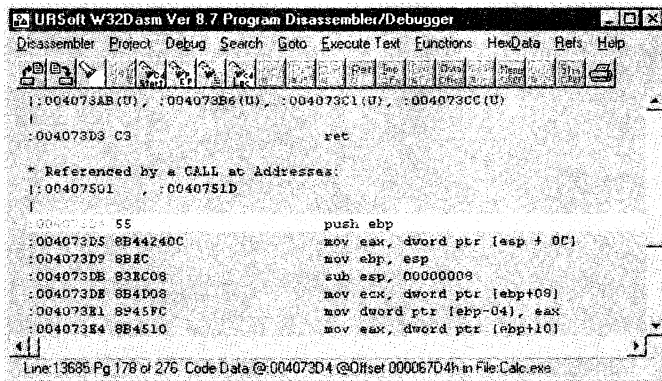 URSoft W32Dasm Ver 8.7 Program Disassembler/Debugger
Disassembler Project Debug Search Goto Execute Text Functions HexData Refs Help
|:004073AB(U), :004073B6(U), :004073C1(U), :004073CC(U)
|
:004073D3 C3 ret
* Referenced by a CALL at Addresses:
|:00407501 , :0040751D
|
55 push ebp
:004073D5 8B44240C mov eax, dword ptr [esp + 0C]
:004073D9 8BEC mov ebp, esp
:004073DB 83EC08 sub esp, 00000008
:004073DE 8B4D08 mov ecx, dword ptr [ebp+08]
:004073E1 8945FC mov dword ptr [ebp-04], eax
:004073E4 8B4510 mov eax, dword ptr [ebp+10]
Line:13685 Pg 178 of 276 Code Data @:004073D4 @Offset 000067D4h in File:Calc.exe